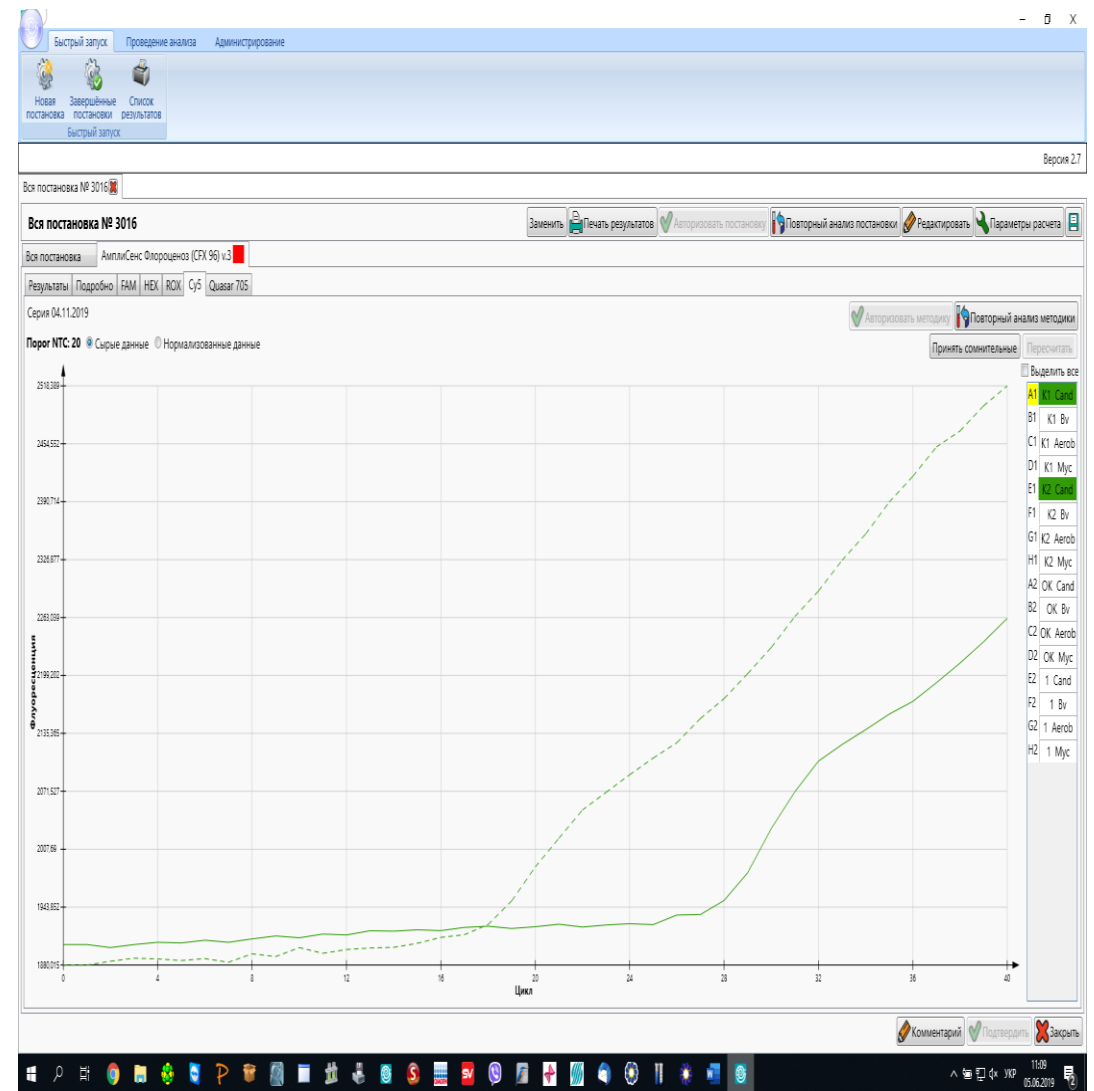 Быстрый запуск Проведение анализа Администрирование
Новая постановка Завершённые постановки Список результатов
Быстрый запуск
Версия 2.7
Вся постановка № 3016
Вся постановка № 3016 Заменить Печать результатов Авторизовать постановку Повторный анализ постановки Редактировать Параметры расчета
Вся постановка АмплиСенс Флороценоз (CFX 96) v.3
Результаты Подробно FAM HEX ROX Cy5 Quasar 705
Серия 04.11.2019 Авторизовать методику Повторный анализ методики
Порог NTC: 20 Сырые данные Нормализованные данные Принять сомнительные Пересчитать
Выделить все
2518,389
2454,552
2390,714
2326,877
2263,039
2199,202
2135,365
2071,527
2007,69
1943,852
1880,015
Флуоресценция
0 4 8 12 16 20 24 28 32 36 40
Цикл
A1 K1 Cand
B1 K1 Bv
C1 K1 Aerob
D1 K1 Myc
E1 K2 Cand
F1 K2 Bv
G1 K2 Aerob
H1 K2 Myc
A2 OK Cand
B2 OK Bv
C2 OK Aerob
D2 OK Myc
E2 1 Cand
F2 1 Bv
G2 1 Aerob
H2 1 Myc
Комментарий Подтвердить Закрыть
УКР
11:09
05.06.2019